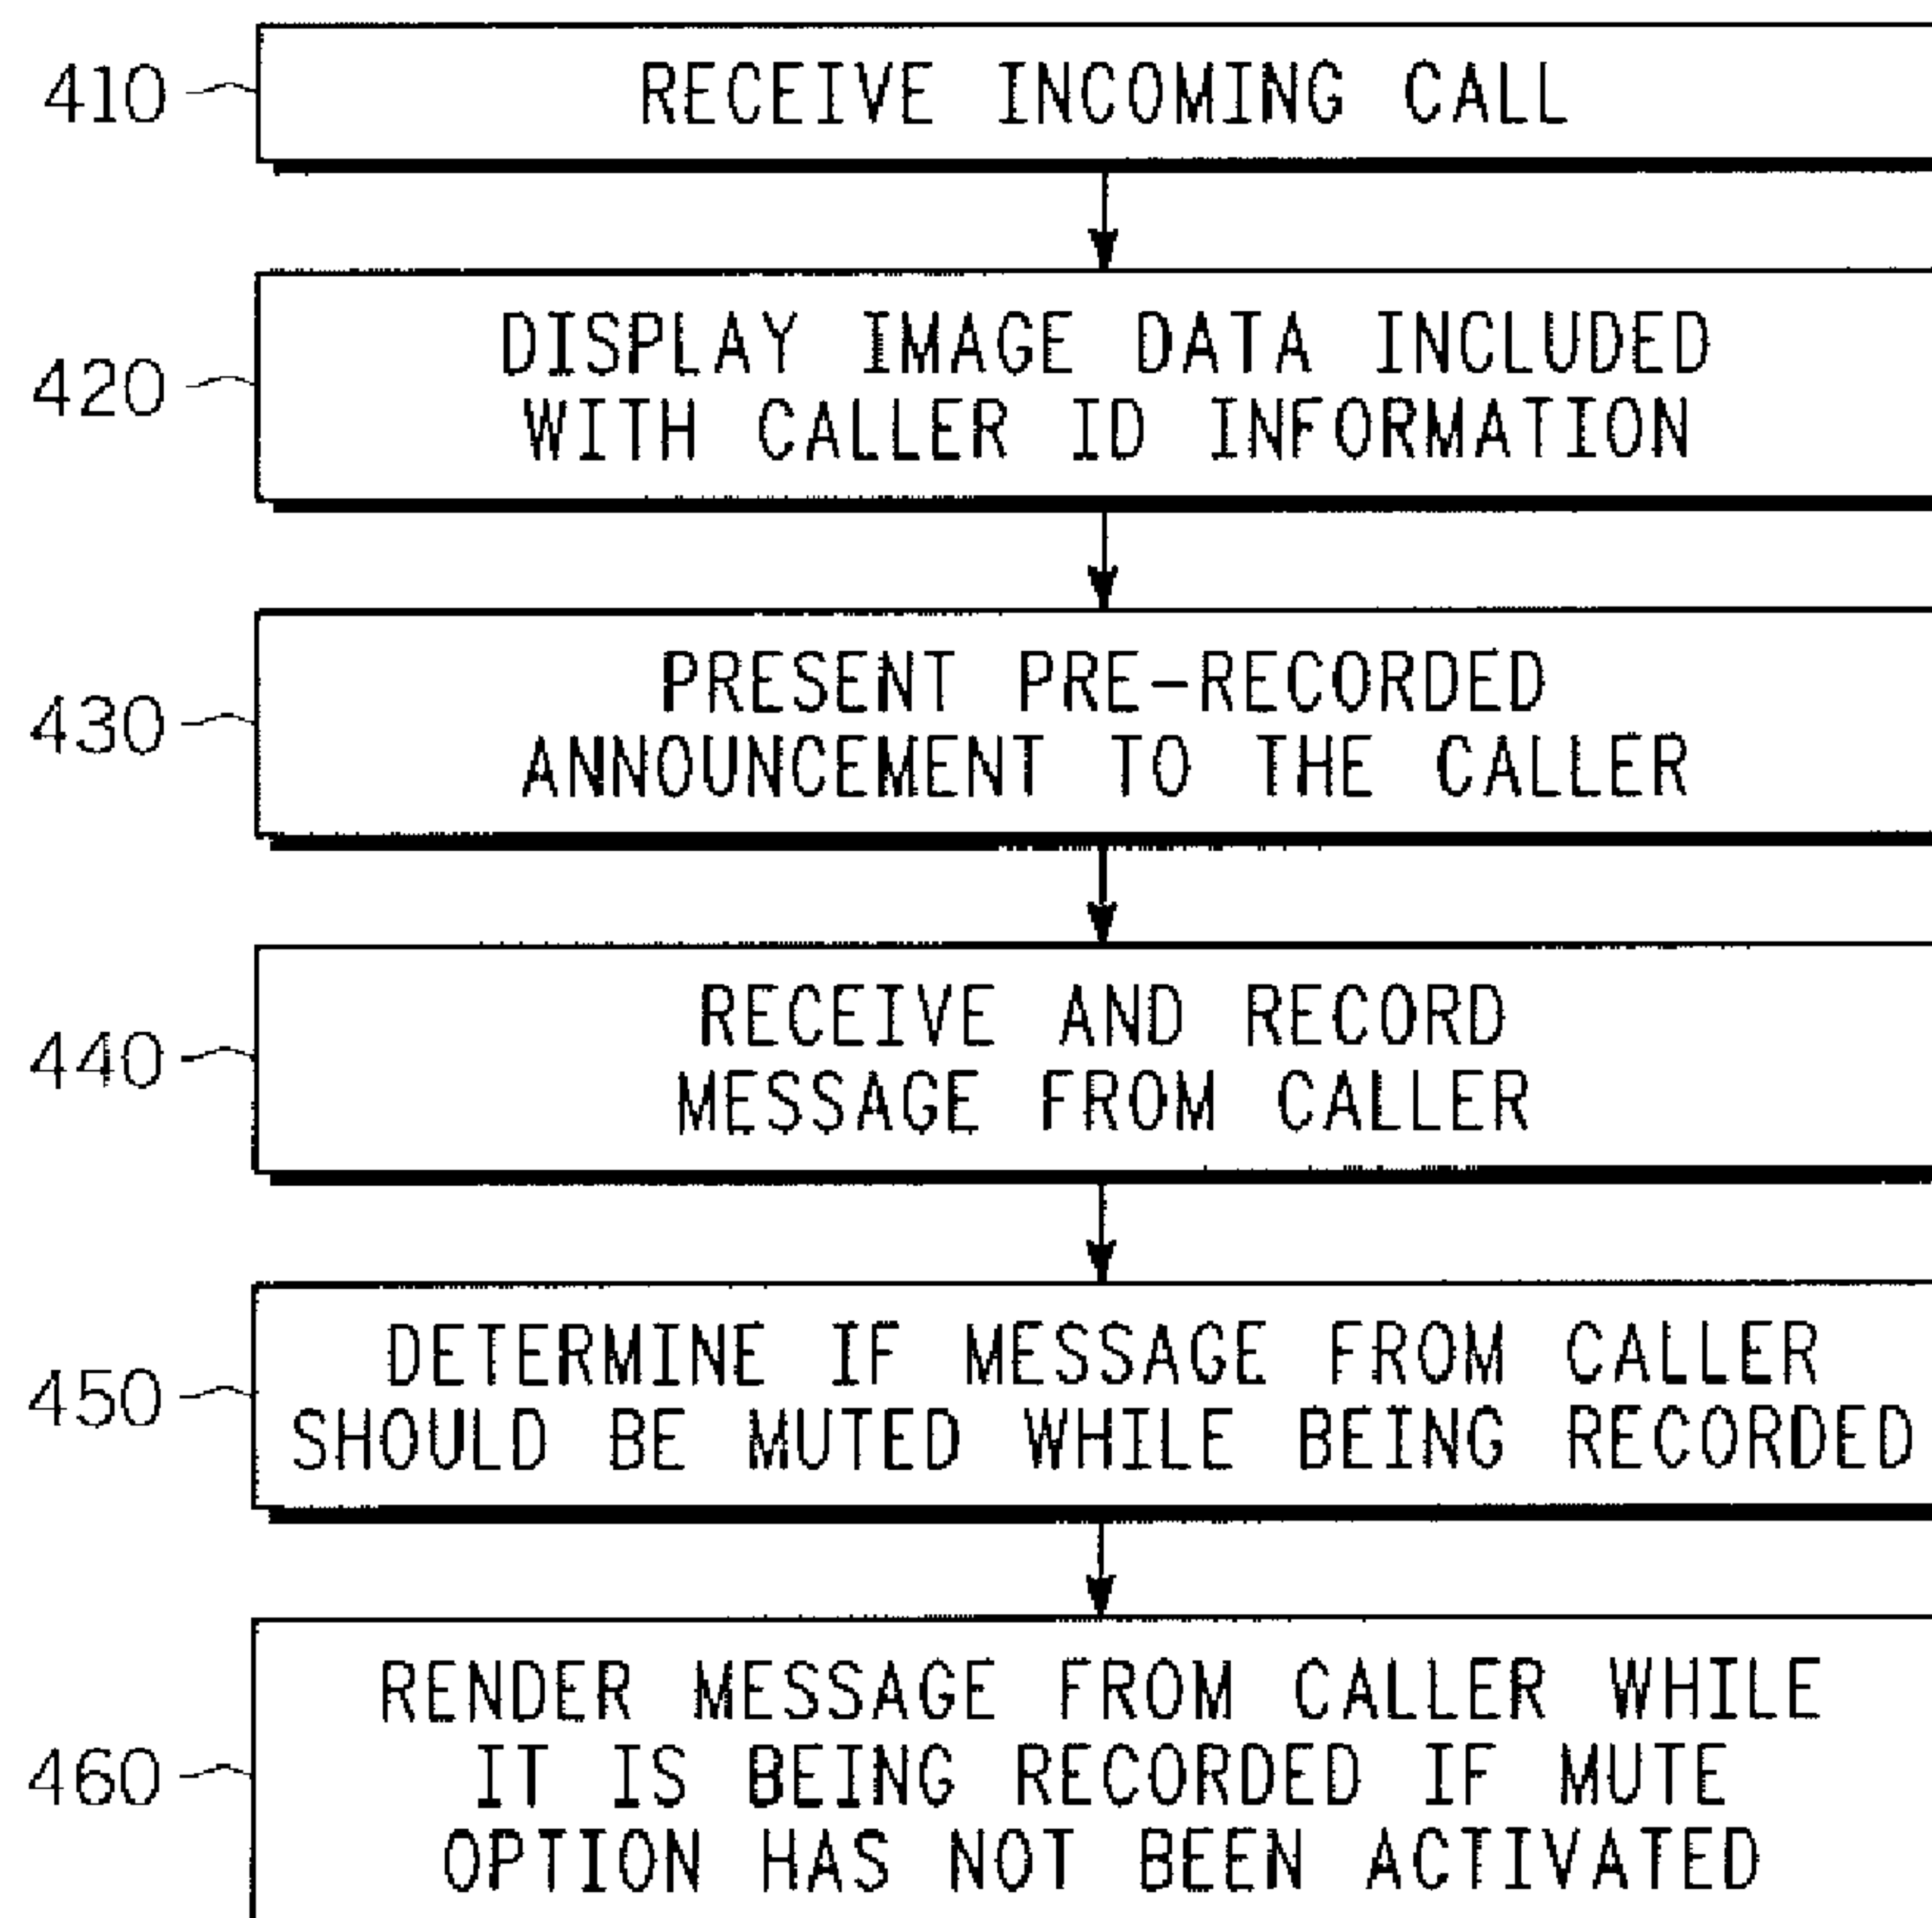 410 RECEIVE INCOMING CALL
420 DISPLAY IMAGE DATA INCLUDED
WITH CALLER ID INFORMATION
430 PRESENT PRE-RECORDED
ANNOUNCEMENT TO THE CALLER
440 RECEIVE AND RECORD
MESSAGE FROM CALLER
450 DETERMINE IF MESSAGE FROM CALLER
SHOULD BE MUTED WHILE BEING RECORDED
460 RENDER MESSAGE FROM CALLER WHILE
IT IS BEING RECORDED IF MUTE
OPTION HAS NOT BEEN ACTIVATED